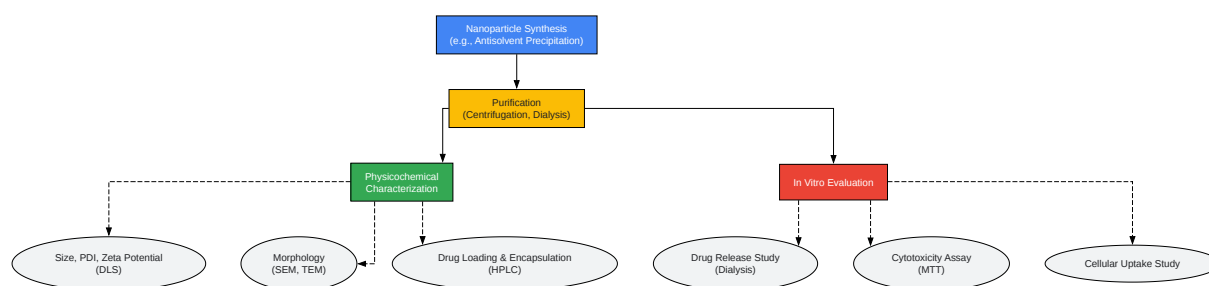 Nanoparticle Synthesis
(e.g., Antisolvent Precipitation)
Purification
(Centrifugation, Dialysis)
Physicochemical
Characterization
In Vitro Evaluation
Size, PDI, Zeta Potential
(DLS)
Morphology
(SEM, TEM)
Drug Loading & Encapsulation
(HPLC)
Drug Release Study
(Dialysis)
Cytotoxicity Assay
(MTT)
Cellular Uptake Study